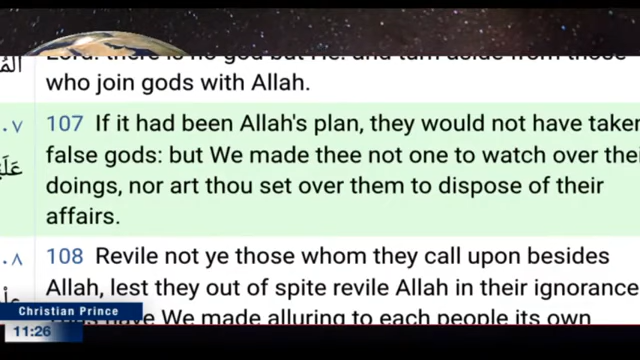 who join gods with Allah.
107 If it had been Allah's plan, they would not have taken
false gods: but We made thee not one to watch over their
doings, nor art thou set over them to dispose of their
affairs.
108 Revile not ye those whom they call upon besides
Allah, lest they out of spite revile Allah in their ignorance
Christian Prince
11:26